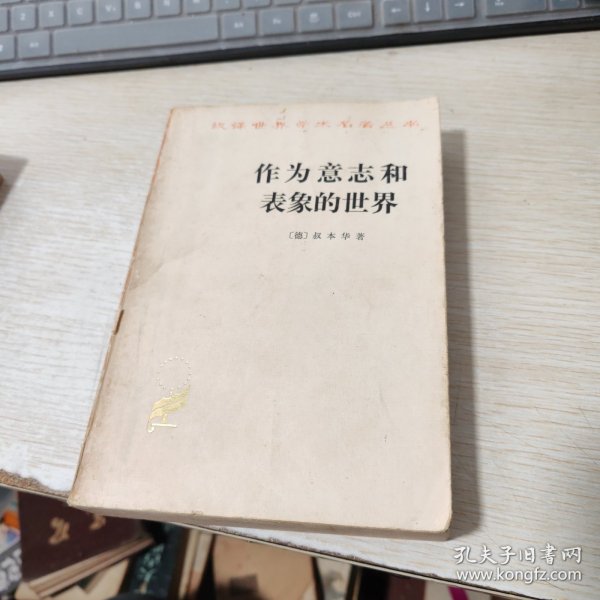 汉译世界学术名著丛书
作为意志和
表象的世界
〔德〕叔本华著
孔夫子旧书网
www.kongfz.com